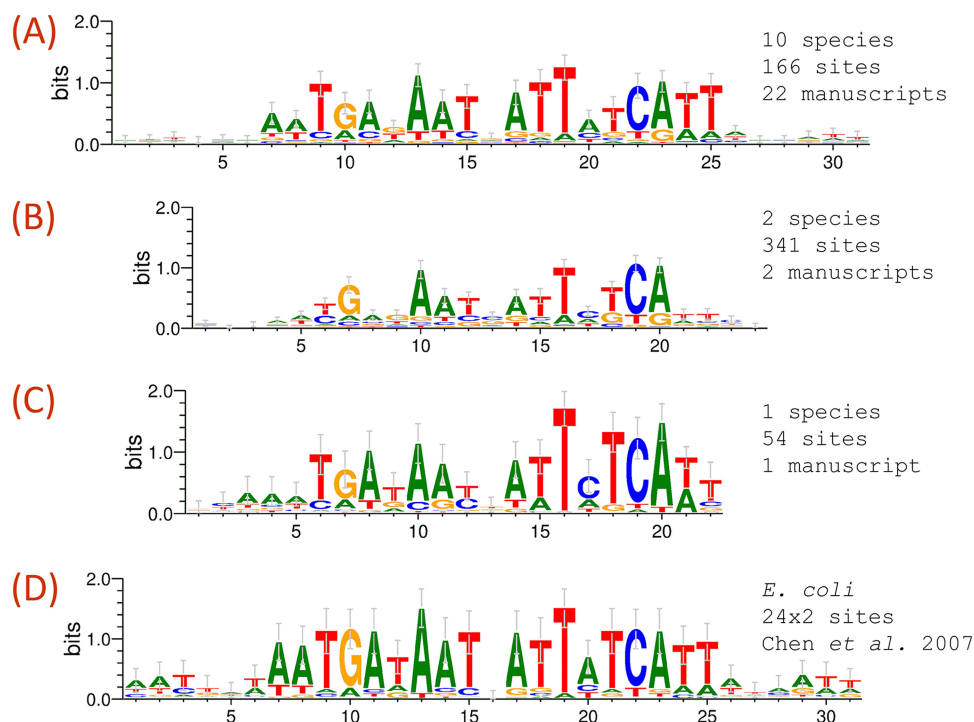 (A)
2.0
1.0
0.0
bits
5
10
15
20
25
30
10 species
166 sites
22 manuscripts
(B)
2.0
1.0
0.0
bits
5
10
15
20
2 species
341 sites
2 manuscripts
(C)
2.0
1.0
0.0
bits
5
10
15
20
1 species
54 sites
1 manuscript
(D)
2.0
1.0
0.0
bits
5
10
15
20
25
30
E. coli
24x2 sites
Chen et al. 2007